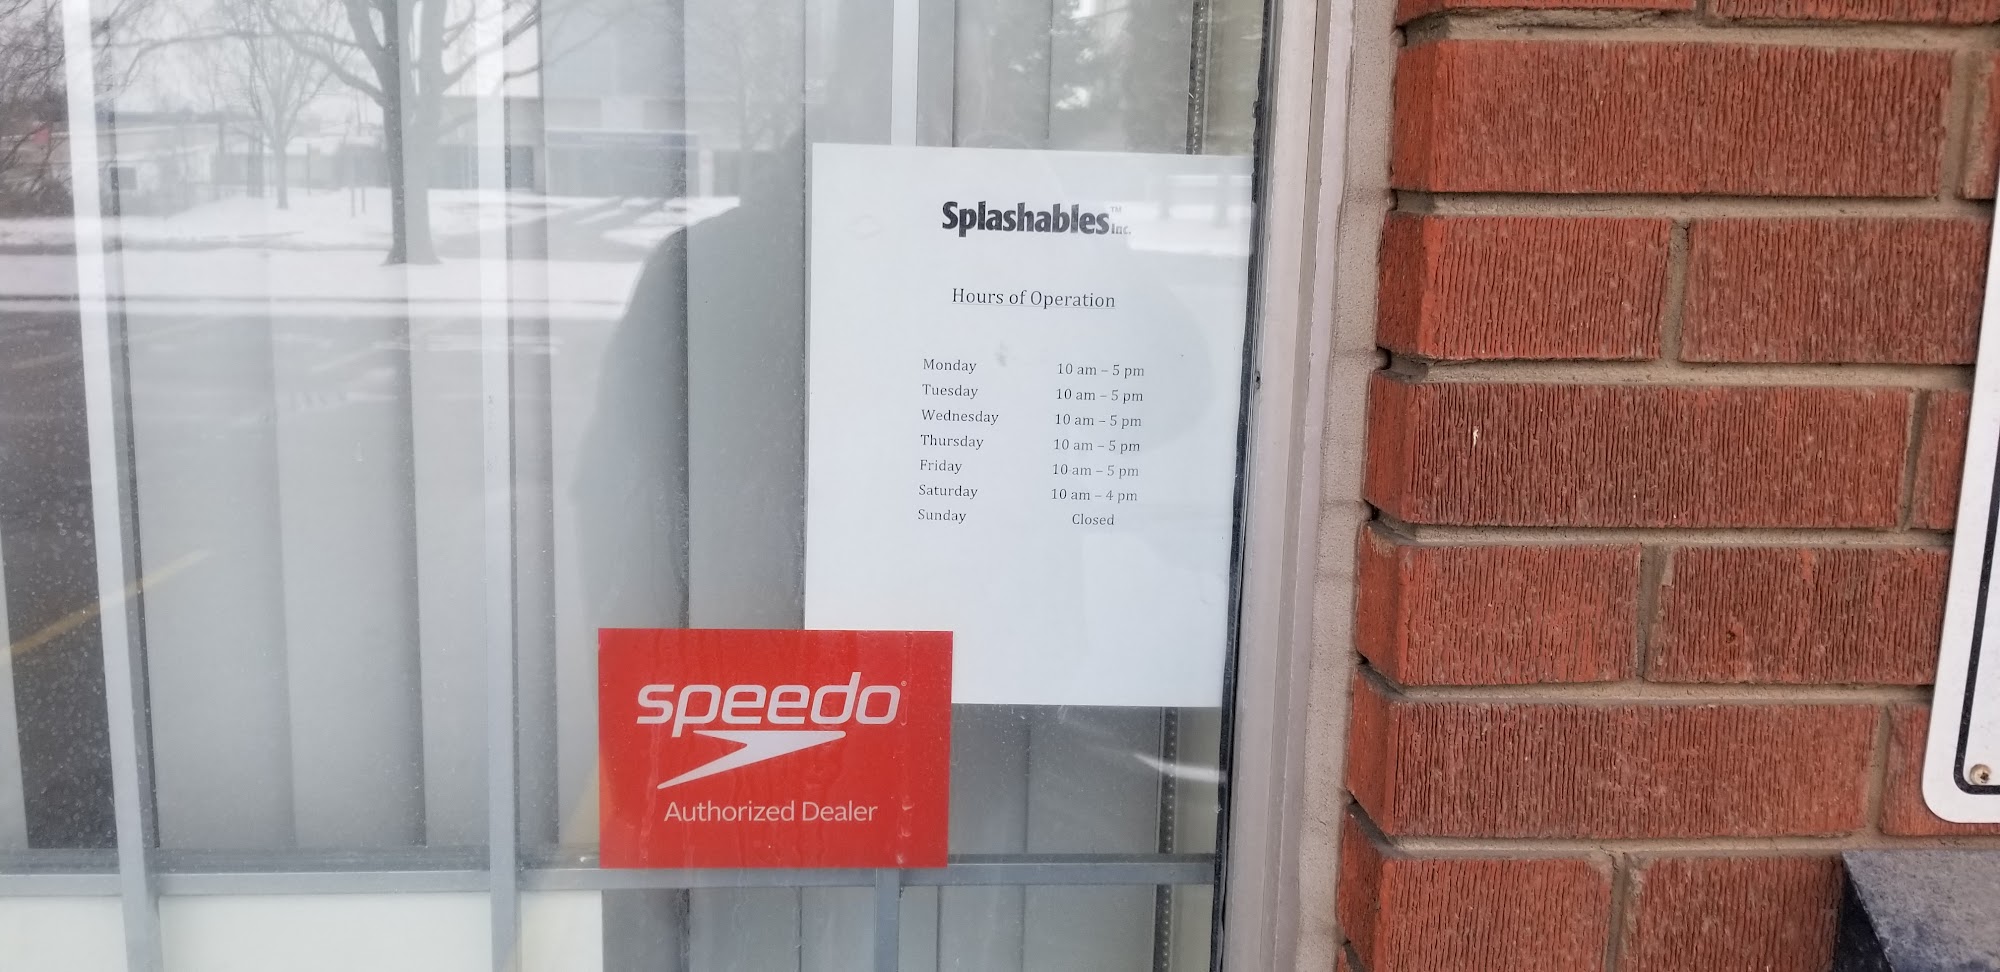 Splashables™ Inc.
Hours of Operation
Monday 10 am – 5 pm
Tuesday 10 am – 5 pm
Wednesday 10 am – 5 pm
Thursday 10 am – 5 pm
Friday 10 am – 5 pm
Saturday 10 am – 4 pm
Sunday Closed
speedo
Authorized Dealer